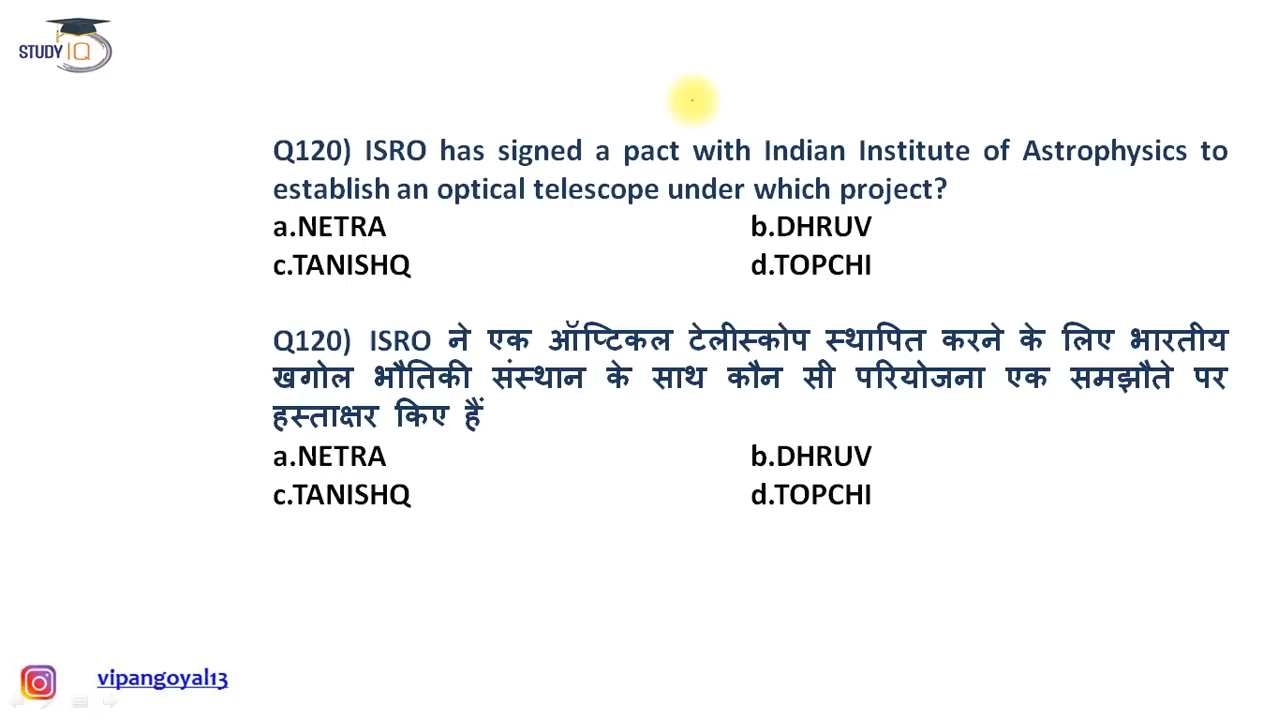 STUDY IQ
Q120) ISRO has signed a pact with Indian Institute of Astrophysics to
establish an optical telescope under which project?
a.NETRA b.DHRUV
c.TANISHQ d.TOPCHI
Q120) ISRO ने एक ऑप्टिकल टेलीस्कोप स्थापित करने के लिए भारतीय
खगोल भौतिकी संस्थान के साथ कौन सी परियोजना एक समझौते पर
हस्ताक्षर किए हैं
a.NETRA b.DHRUV
c.TANISHQ d.TOPCHI
vipangoyal13